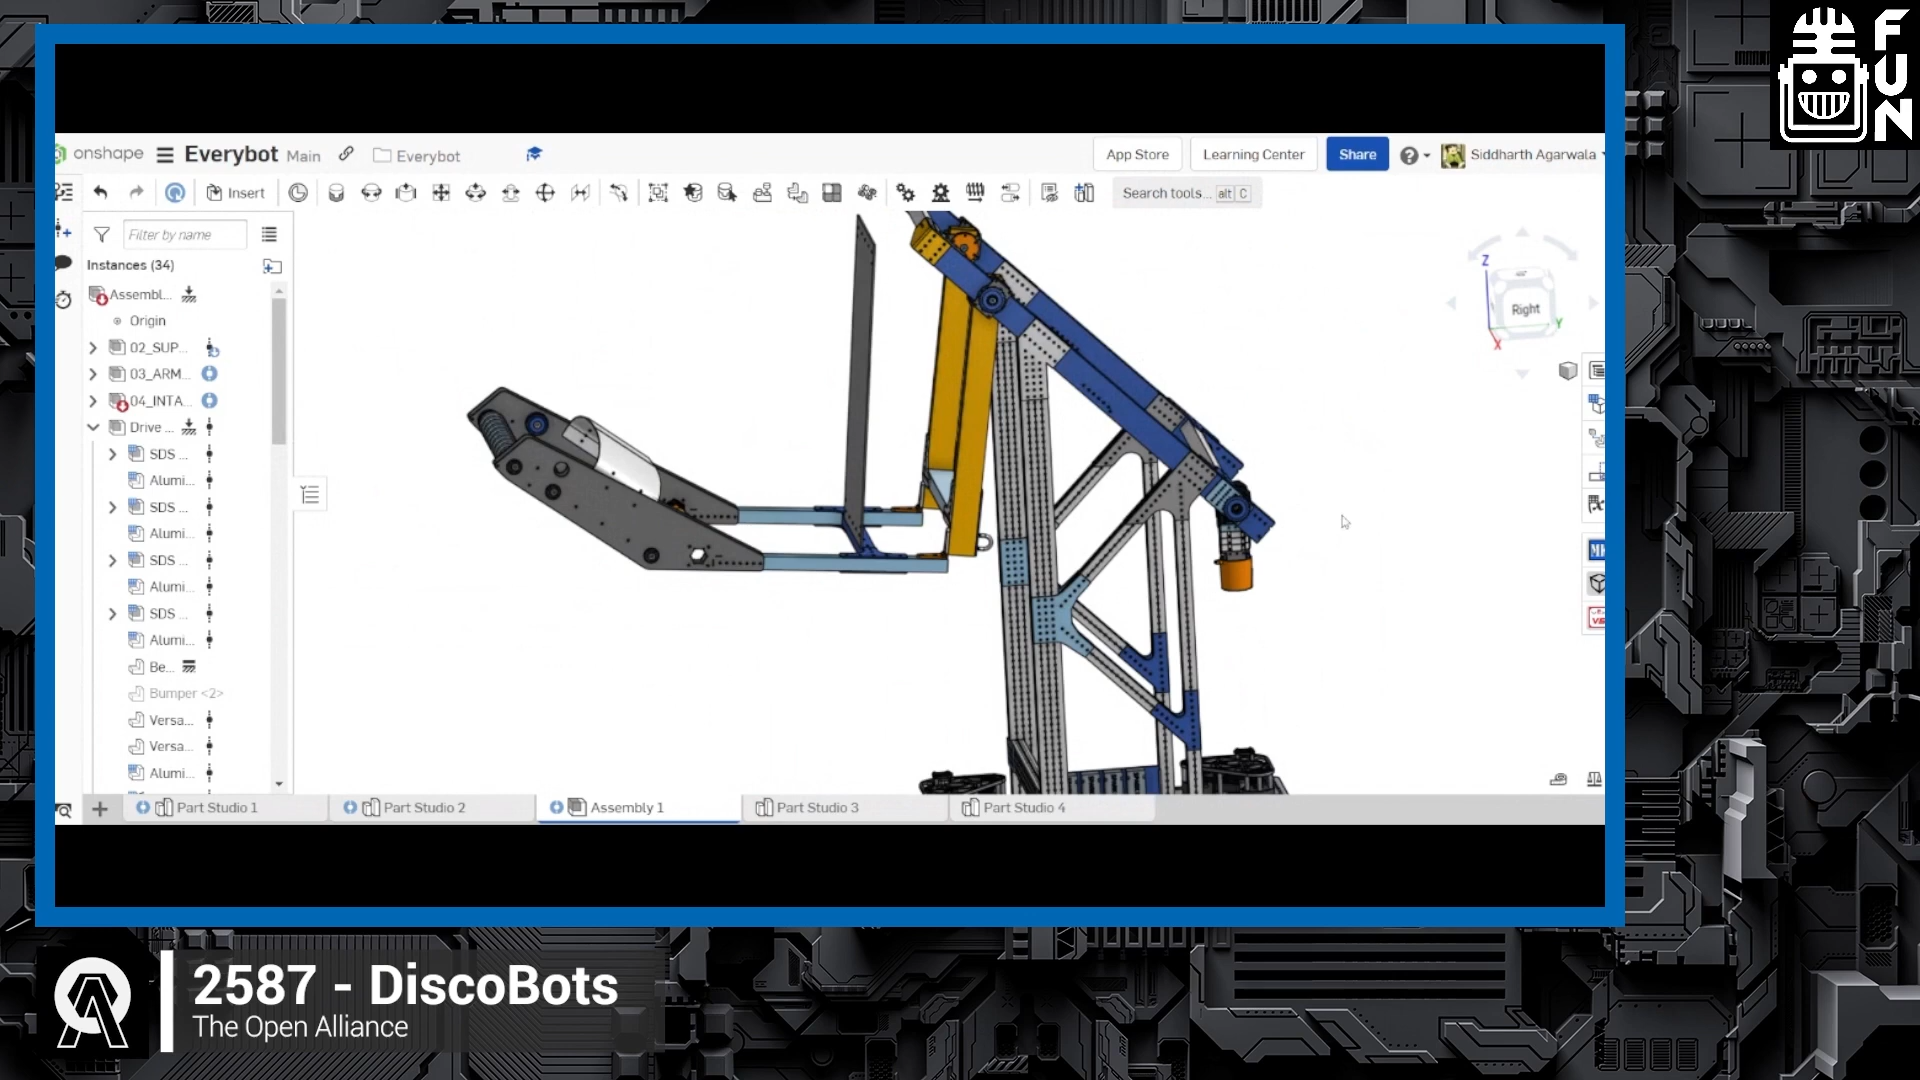 FUN
onshape Everybot Main Everybot App Store Learning Center Share Siddharth Agarwala
Insert Search tools... alt C
Filter by name
Instances (34)
Assembl...
Origin
02_SUP...
03_ARM...
04_INTA...
Drive ...
SDS ...
Alumi...
SDS ...
Alumi...
SDS ...
Alumi...
SDS ...
Alumi...
Be...
Bumper <2>
Versa...
Versa...
Alumi...
Z
Right
Y
X
Part Studio 1 Part Studio 2 Assembly 1 Part Studio 3 Part Studio 4
2587 - DiscoBots
The Open Alliance